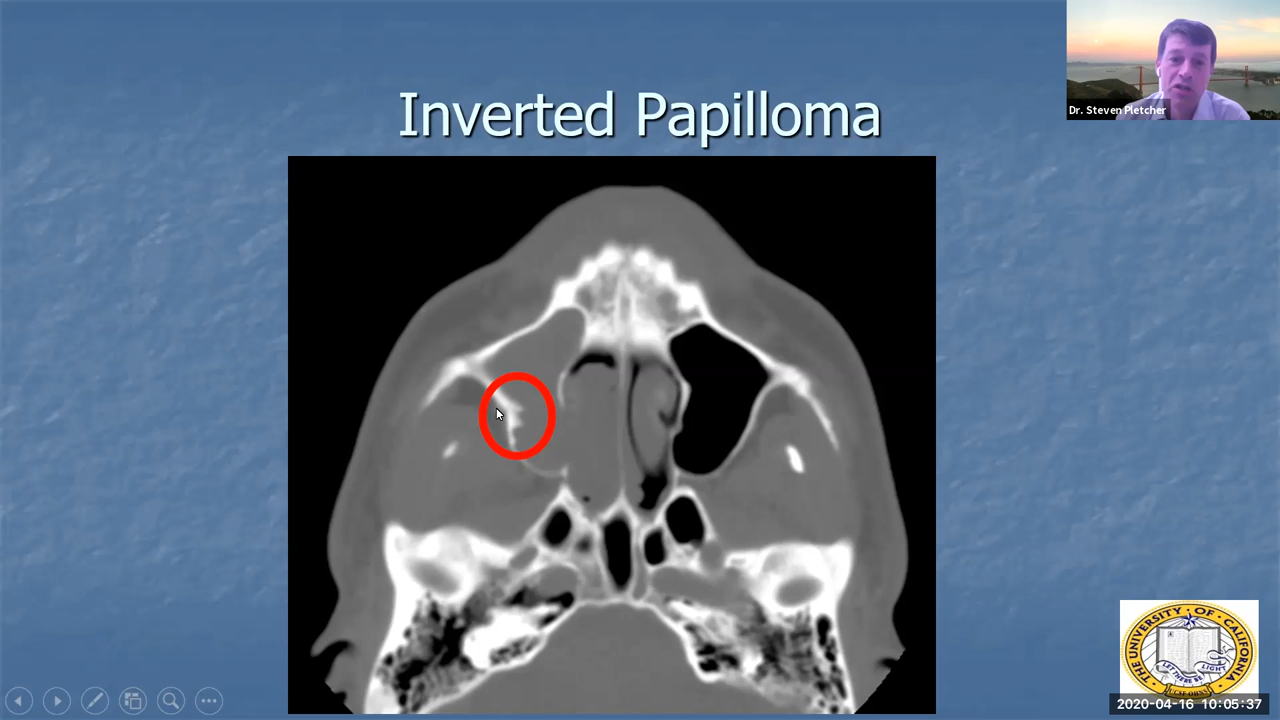 Inverted Papilloma
Dr. Steven Pletcher
THE UNIVERSITY OF CALIFORNIA
LET THERE BE LIGHT
2020-04-16 10:05:37